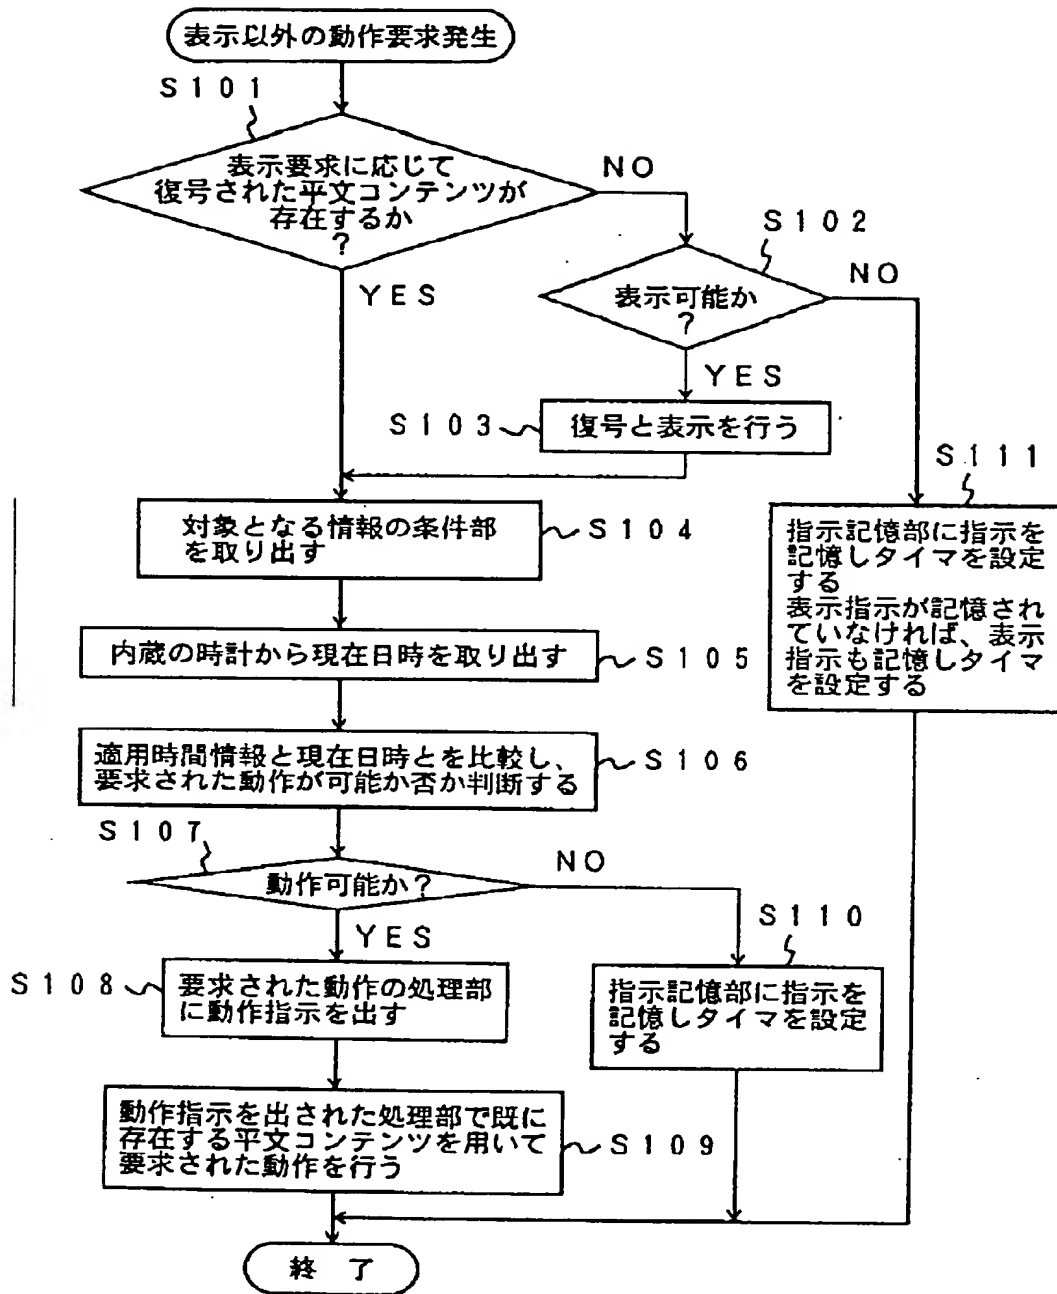 表示以外の動作要求発生
S101
表示要求に応じて
復号された平文コンテンツが
存在するか
?
NO
YES
S102
表示可能か
?
NO
YES
S103
復号と表示を行う
S111
指示記憶部に指示を
記憶しタイマを設定
する
表示指示が記憶され
ていなければ、表示
指示も記憶しタイマ
を設定する
対象となる情報の条件部
を取り出す
S104
内蔵の時計から現在日時を取り出す
S105
適用時間情報と現在日時とを比較し、
要求された動作が可能か否か判断する
S106
S107
動作可能か?
NO
YES
S110
指示記憶部に指示を
記憶しタイマを設定
する
S108
要求された動作の処理部
に動作指示を出す
動作指示を出された処理部で既に
存在する平文コンテンツを用いて
要求された動作を行う
S109
終 了